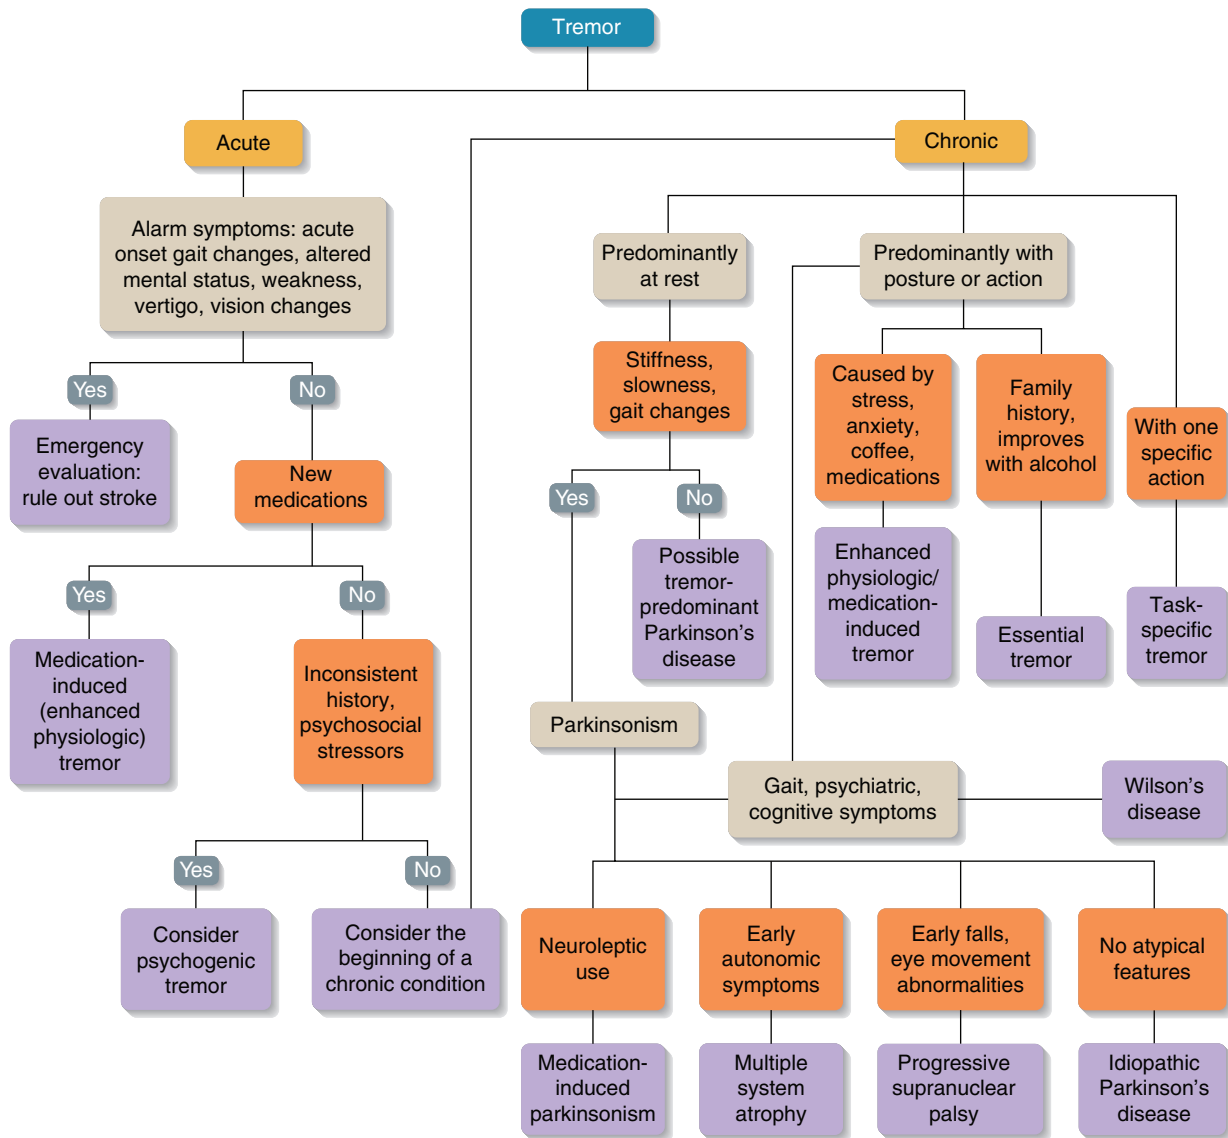 Tremor
Acute
Chronic
Alarm symptoms: acute
onset gait changes, altered
mental status, weakness,
vertigo, vision changes
Predominantly
at rest
Predominantly with
posture or action
Stiffness,
slowness,
gait changes
Caused by
stress,
anxiety,
coffee,
medications
Family
history,
improves
with alcohol
With one
specific
action
Yes
No
Emergency
evaluation:
rule out stroke
New
medications
Yes
No
Possible
tremor-
predominant
Parkinson's
disease
Enhanced
physiologic/
medication-
induced
tremor
Essential
tremor
Task-
specific
tremor
Yes
No
Medication-
induced
(enhanced
physiologic)
tremor
Inconsistent
history,
psychosocial
stressors
Parkinsonism
Gait, psychiatric,
cognitive symptoms
Wilson's
disease
Yes
No
Consider
psychogenic
tremor
Consider the
beginning of a
chronic condition
Neuroleptic
use
Early
autonomic
symptoms
Early falls,
eye movement
abnormalities
No atypical
features
Medication-
induced
parkinsonism
Multiple
system
atrophy
Progressive
supranuclear
palsy
Idiopathic
Parkinson's
disease